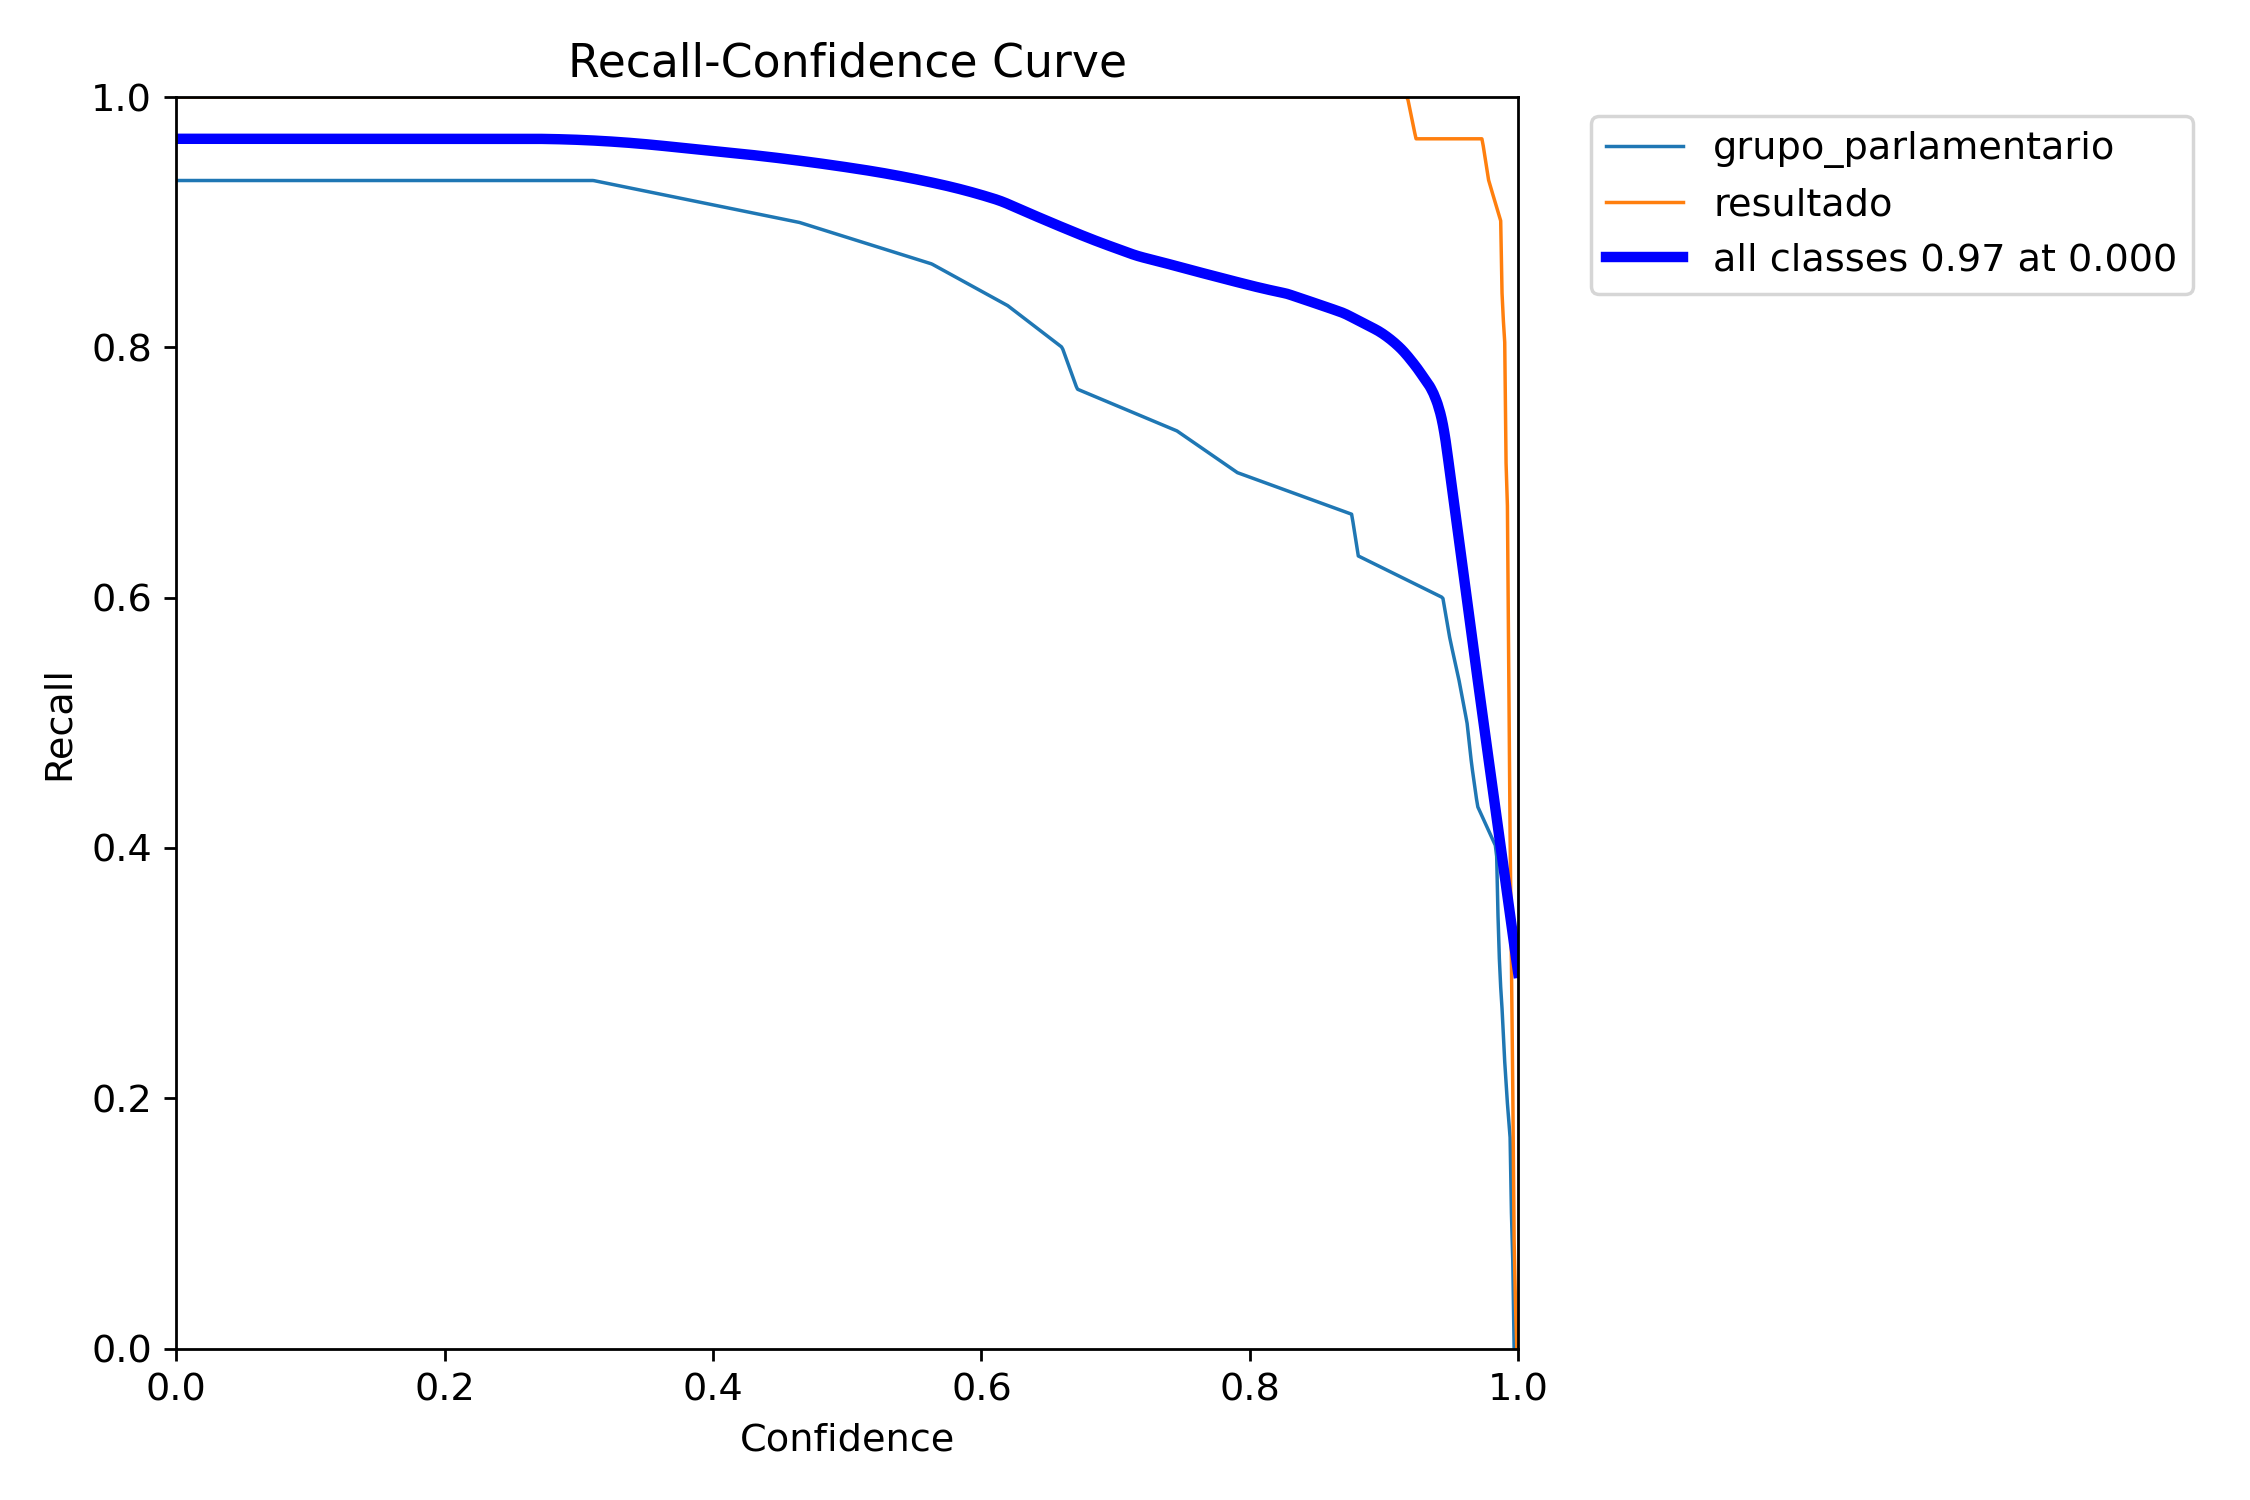 Recall-Confidence Curve
1.0
0.8
0.6
0.4
0.2
0.0
Recall
0.0 0.2 0.4 0.6 0.8 1.0
Confidence
grupo_parlamentario
resultado
all classes 0.97 at 0.000